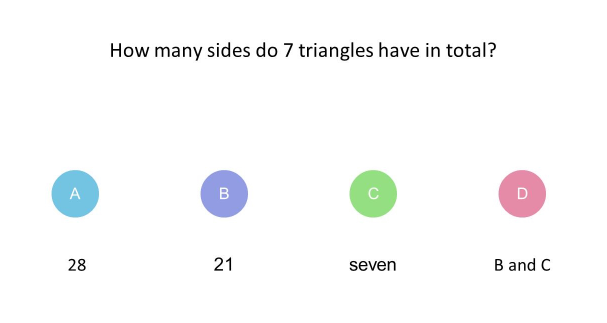 How many sides do 7 triangles have in total?
A B C D
28 21 seven B and C